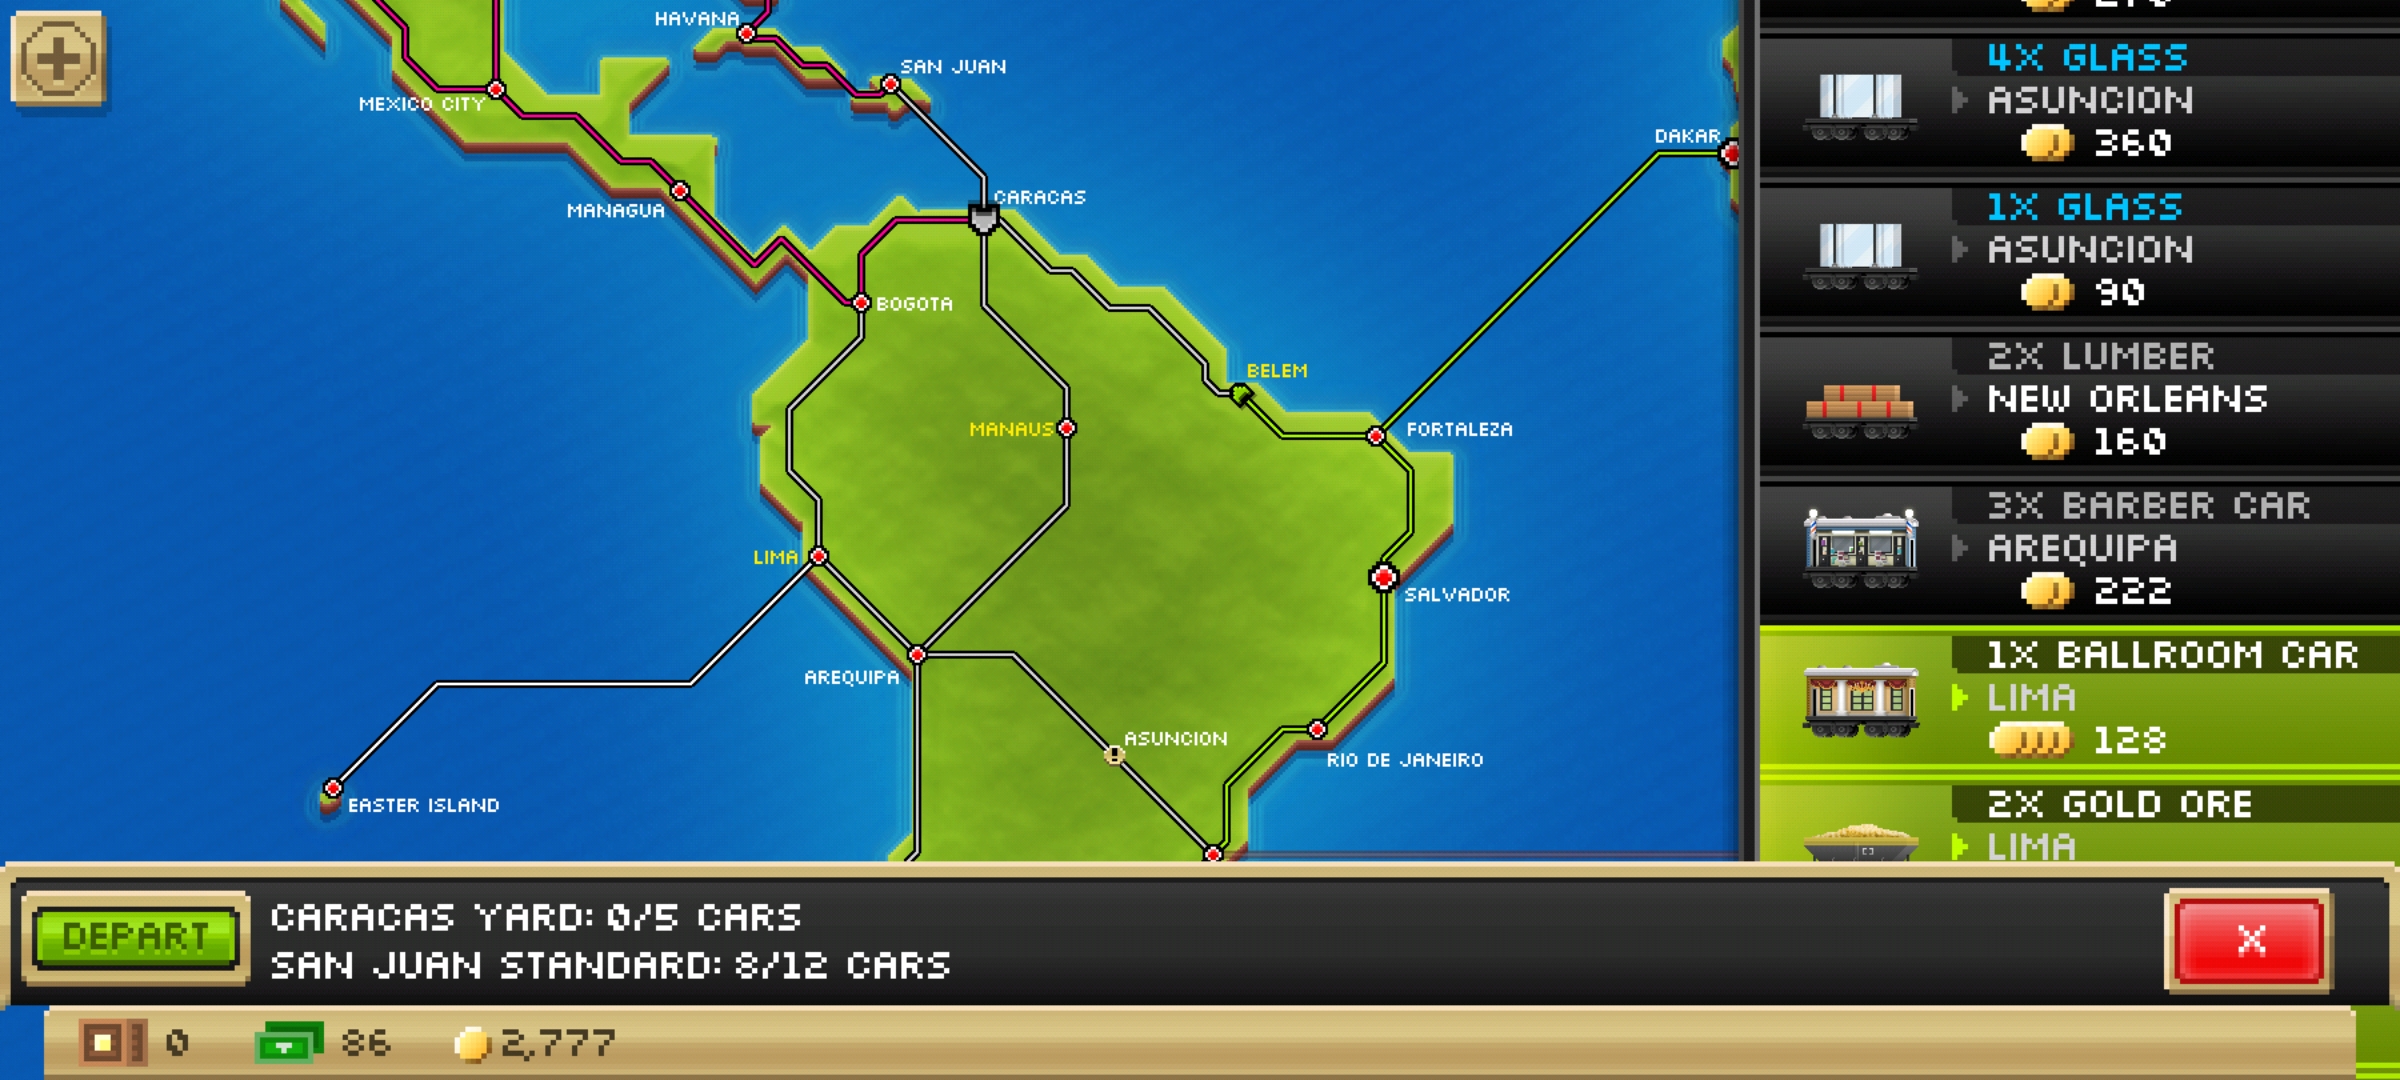 HAVANA
SAN JUAN
MEXICO CITY
DAKAR
CARACAS
MANAGUA
BOGOTA
BELEM
MANAUS
FORTALEZA
LIMA
SALVADOR
AREQUIPA
ASUNCION
RIO DE JANEIRO
EASTER ISLAND
4X GLASS
ASUNCION
360
1X GLASS
ASUNCION
90
2X LUMBER
NEW ORLEANS
160
3X BARBER CAR
AREQUIPA
222
1X BALLROOM CAR
LIMA
128
2X GOLD ORE
LIMA
DEPART
CARACAS YARD: 0/5 CARS
SAN JUAN STANDARD: 8/12 CARS
X
0
86
2,777